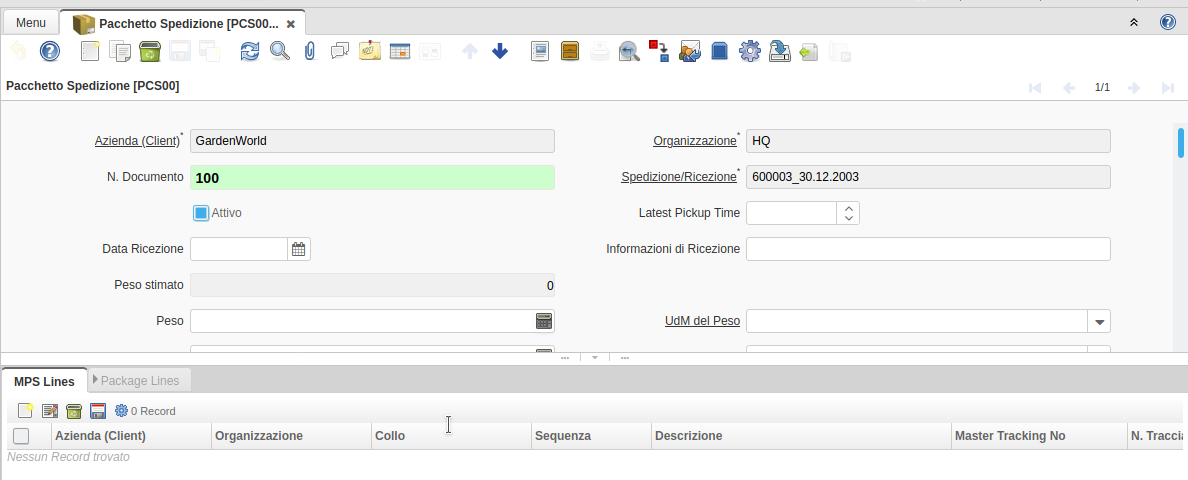 Menu
Pacchetto Spedizione [PCS00...
Pacchetto Spedizione [PCS00]
1/1
Azienda (Client)* GardenWorld
Organizzazione* HQ
N. Documento 100
Spedizione/Ricezione* 600003_30.12.2003
Attivo
Latest Pickup Time
Data Ricezione
Informazioni di Ricezione
Peso stimato 0
Peso
UdM del Peso
MPS Lines
Package Lines
0 Record
Azienda (Client) Organizzazione Collo Sequenza Descrizione Master Tracking No N. Traccia
Nessun Record trovato